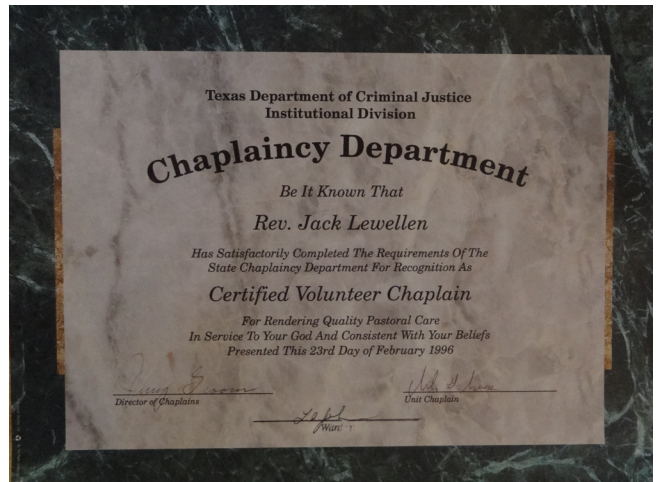 Texas Department of Criminal Justice
Institutional Division
Chaplaincy Department
Be It Known That
Rev. Jack Lewellen
Has Satisfactorily Completed The Requirements Of The
State Chaplaincy Department For Recognition As
Certified Volunteer Chaplain
For Rendering Quality Pastoral Care
In Service To Your God And Consistent With Your Beliefs
Presented This 23rd Day of February 1996
Director of Chaplains
Unit Chaplain